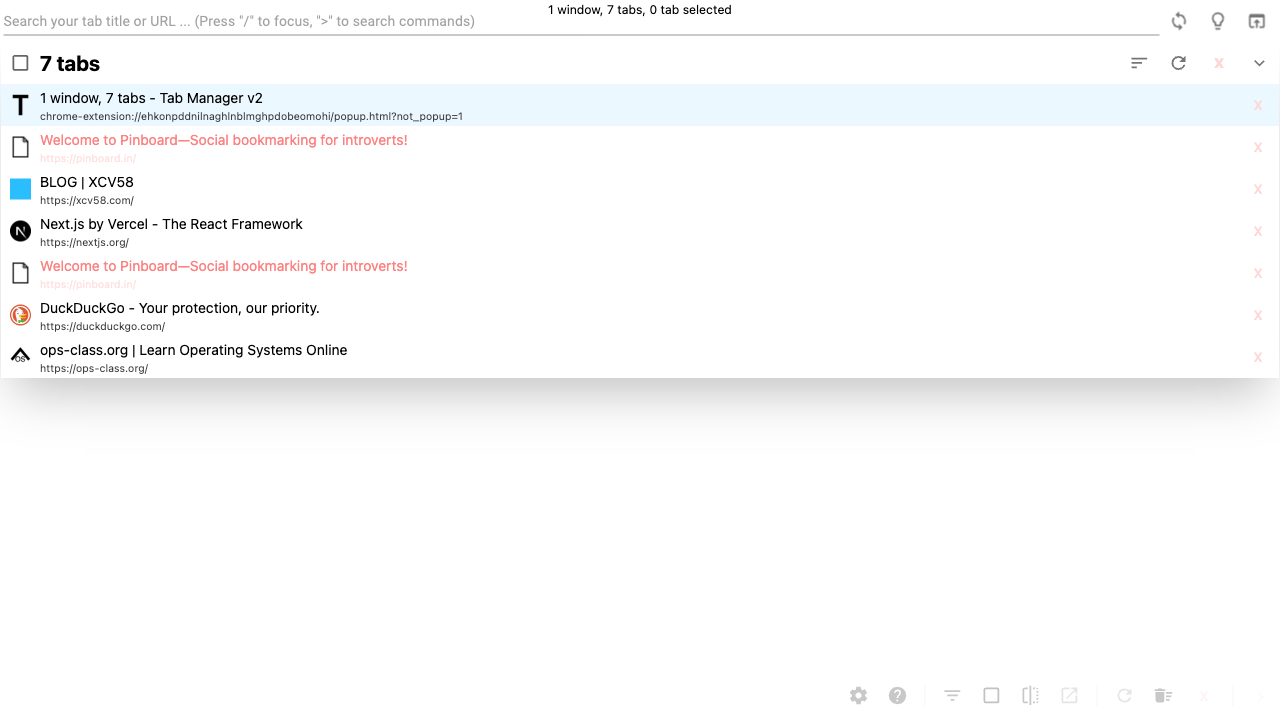 1 window, 7 tabs, 0 tab selected
Search your tab title or URL ... (Press "/" to focus, ">" to search commands)
7 tabs
X
T
1 window, 7 tabs - Tab Manager v2
chrome-extension://ehkonpddnilnaghlnblmghpdobeomohi/popup.html?not_popup=1
X
Welcome to Pinboard—Social bookmarking for introverts!
https://pinboard.in/
X
BLOG | XCV58
https://xcv58.com/
X
N
Next.js by Vercel - The React Framework
https://nextjs.org/
X
Welcome to Pinboard—Social bookmarking for introverts!
https://pinboard.in/
X
DuckDuckGo - Your protection, our priority.
https://duckduckgo.com/
X
OS
ops-class.org | Learn Operating Systems Online
https://ops-class.org/
X
X